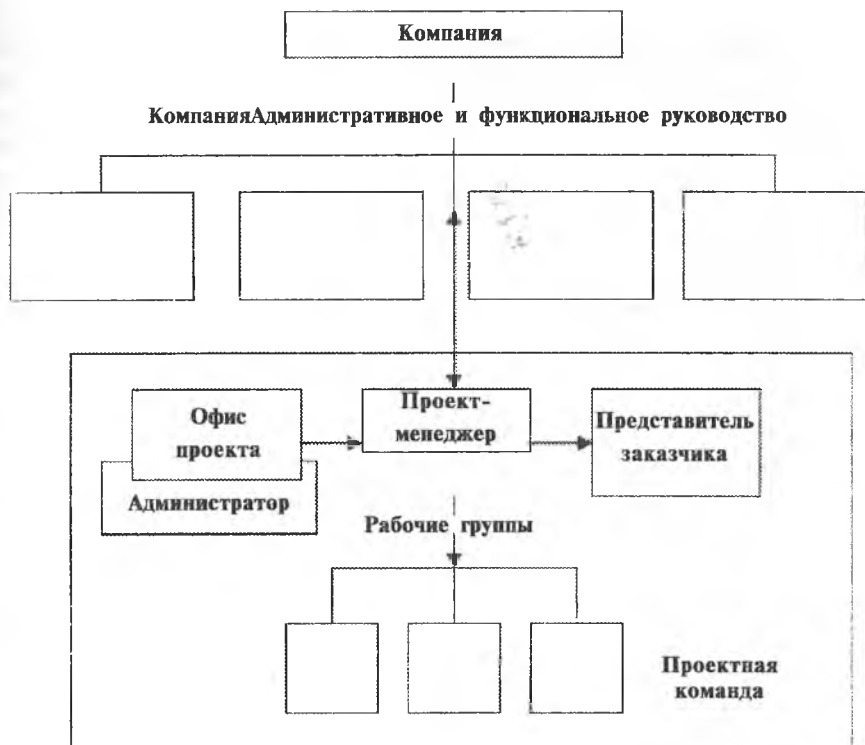 Компания
КомпанияАдминистративное и функциональное руководство
Офис
проекта
Администратор
Проект-
менеджер
Представитель
заказчика
Рабочие группы
Проектная
команда